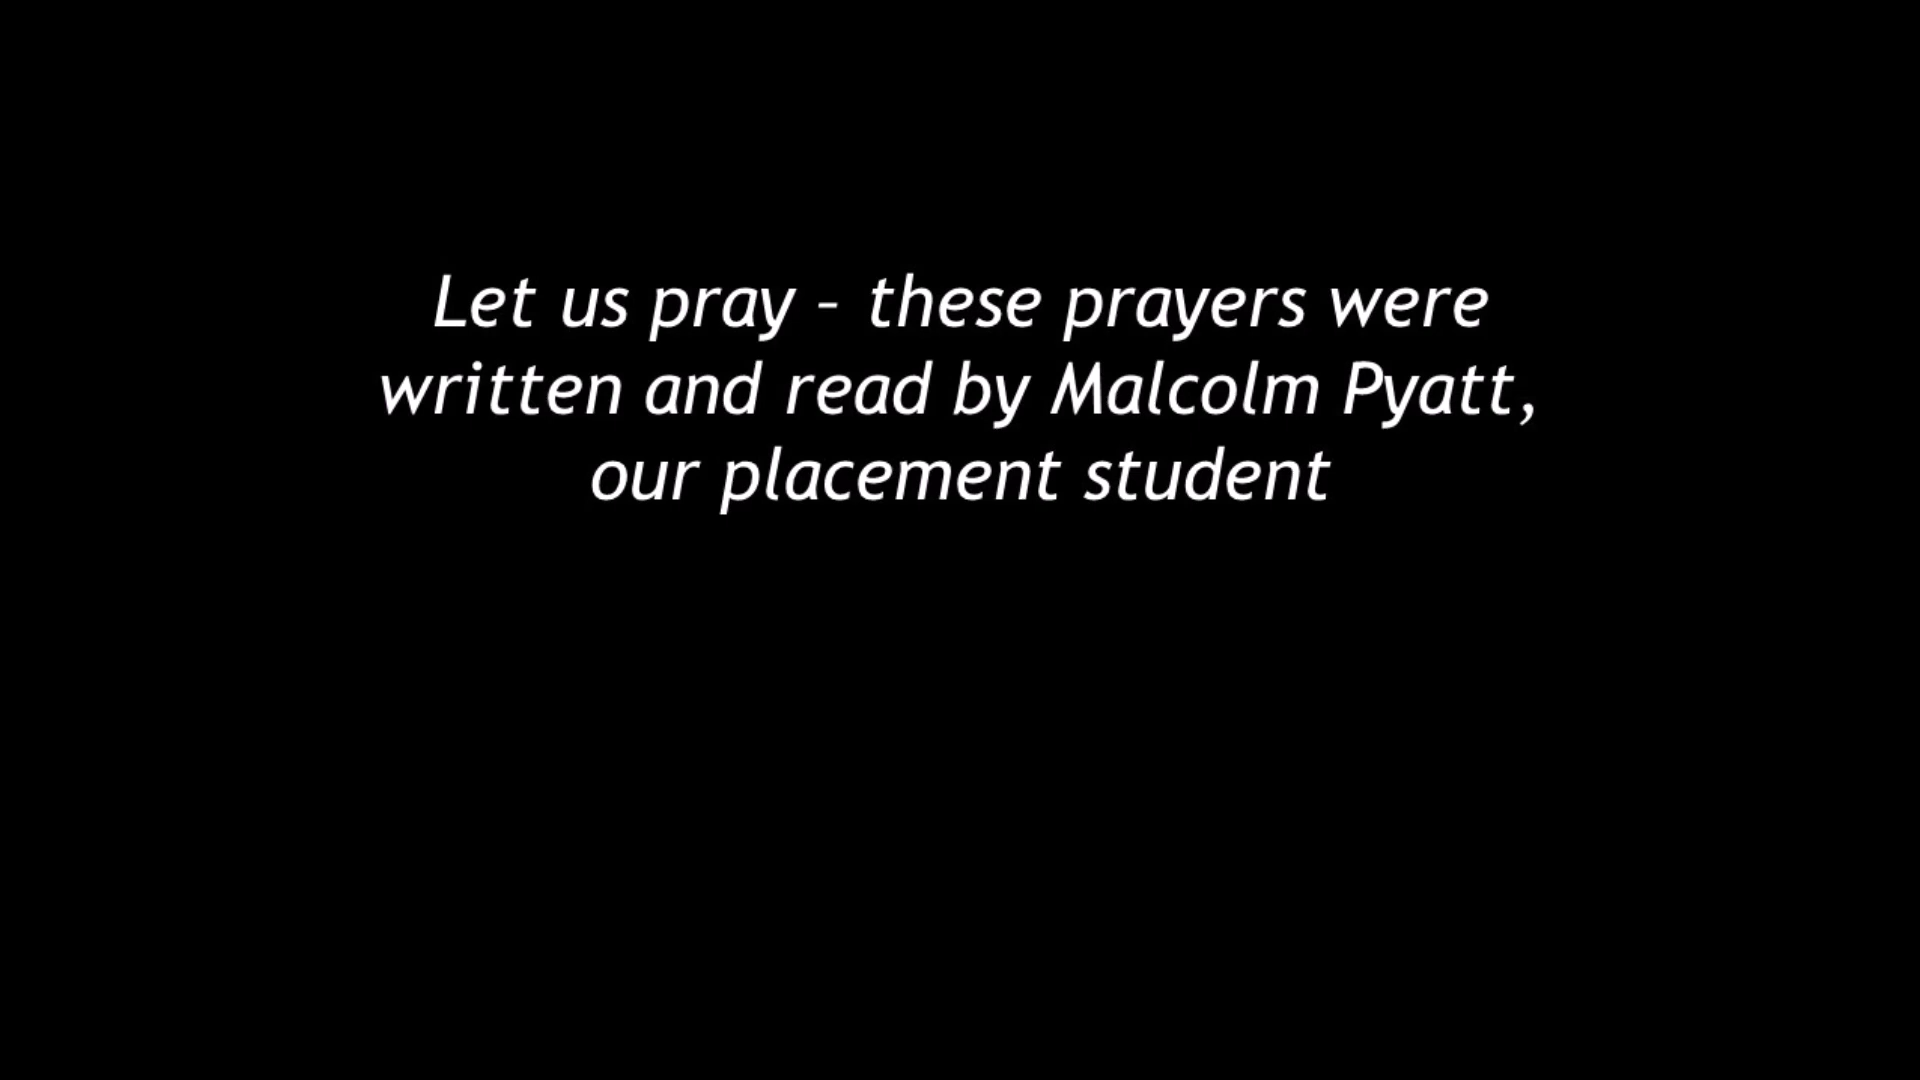 Let us pray – these prayers were
written and read by Malcolm Pyatt,
our placement student